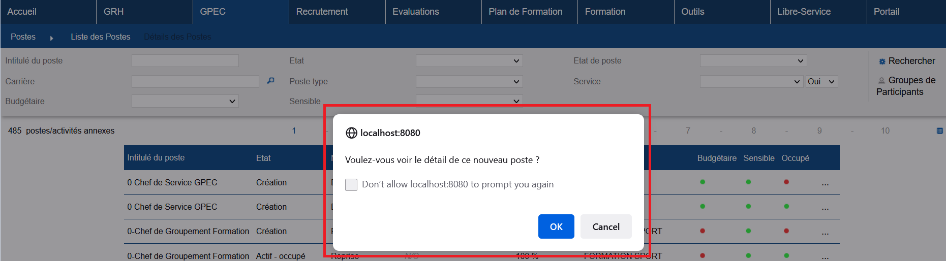 Accueil GRH GPEC Recrutement Evaluations Plan de Formation Formation Outils Libre-Service Portail
Postes Liste des Postes Détails des Postes
Intitulé du poste Etat Etat de poste Rechercher
Carrière Poste type Service Oui Groupes de Participants
Budgétaire Sensible
485 postes/activités annexes 1 - 7 - 8 - 9 - 10
localhost:8080
Voulez-vous voir le détail de ce nouveau poste ?
Don't allow localhost:8080 to prompt you again
OK Cancel
Intitulé du poste Etat Budgétaire Sensible Occupé
0 Chef de Service GPEC Création ...
0 Chef de Service GPEC Création ...
0-Chef de Groupement Formation Création ...
0-Chef de Groupement Formation Actif - occupé Reprise 100 % FORMATION SPORT ...